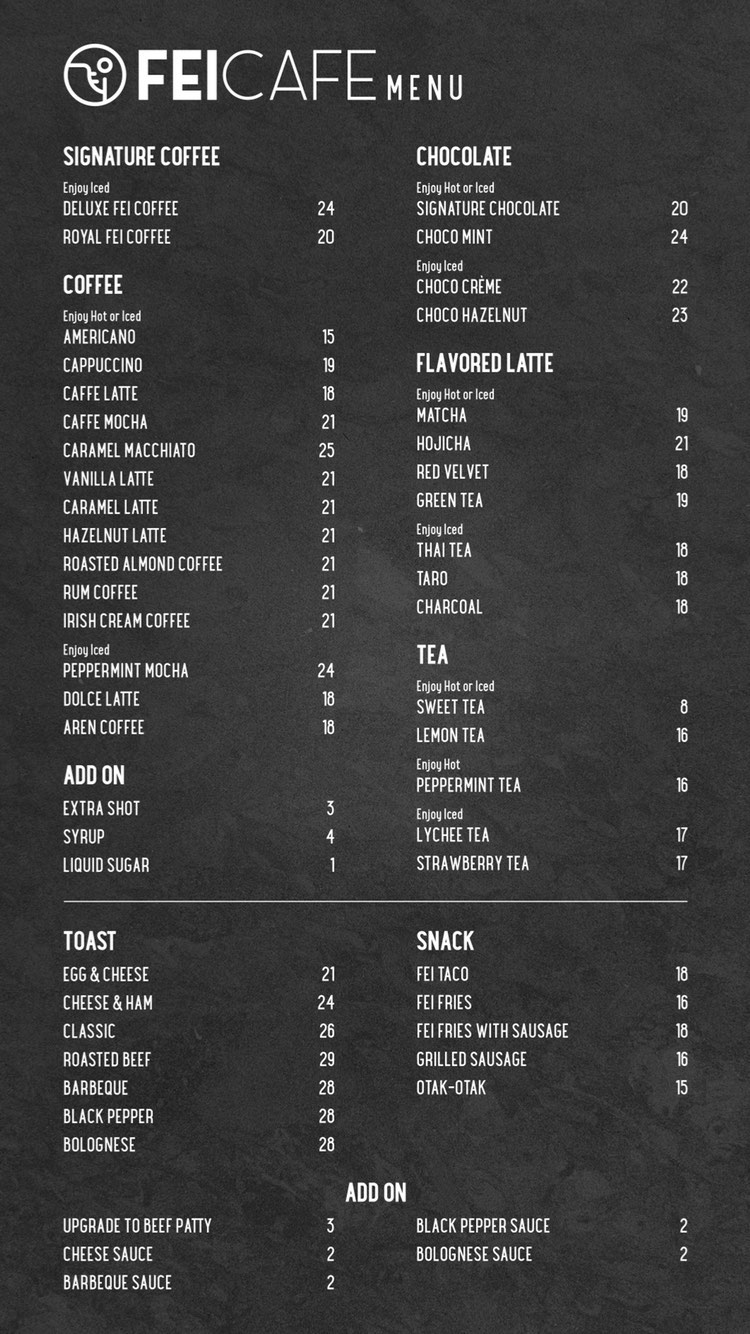 FEI CAFE MENU
SIGNATURE COFFEE
Enjoy Iced
DELUXE FEI COFFEE 24
ROYAL FEI COFFEE 20
COFFEE
Enjoy Hot or Iced
AMERICANO 15
CAPPUCCINO 19
CAFFE LATTE 18
CAFFE MOCHA 21
CARAMEL MACCHIATO 25
VANILLA LATTE 21
CARAMEL LATTE 21
HAZELNUT LATTE 21
ROASTED ALMOND COFFEE 21
RUM COFFEE 21
IRISH CREAM COFFEE 21
Enjoy Iced
PEPPERMINT MOCHA 24
DOLCE LATTE 18
AREN COFFEE 18
ADD ON
EXTRA SHOT 3
SYRUP 4
LIQUID SUGAR 1
CHOCOLATE
Enjoy Hot or Iced
SIGNATURE CHOCOLATE 20
CHOCO MINT 24
Enjoy Iced
CHOCO CRÈME 22
CHOCO HAZELNUT 23
FLAVORED LATTE
Enjoy Hot or Iced
MATCHA 19
HOJICHA 21
RED VELVET 18
GREEN TEA 19
Enjoy Iced
THAI TEA 18
TARO 18
CHARCOAL 18
TEA
Enjoy Hot or Iced
SWEET TEA 8
LEMON TEA 16
Enjoy Hot
PEPPERMINT TEA 16
Enjoy Iced
LYCHEE TEA 17
STRAWBERRY TEA 17
TOAST
EGG & CHEESE 21
CHEESE & HAM 24
CLASSIC 26
ROASTED BEEF 29
BARBEQUE 28
BLACK PEPPER 28
BOLOGNESE 28
SNACK
FEI TACO 18
FEI FRIES 16
FEI FRIES WITH SAUSAGE 18
GRILLED SAUSAGE 16
OTAK-OTAK 15
ADD ON
UPGRADE TO BEEF PATTY 3
CHEESE SAUCE 2
BARBEQUE SAUCE 2
BLACK PEPPER SAUCE 2
BOLOGNESE SAUCE 2